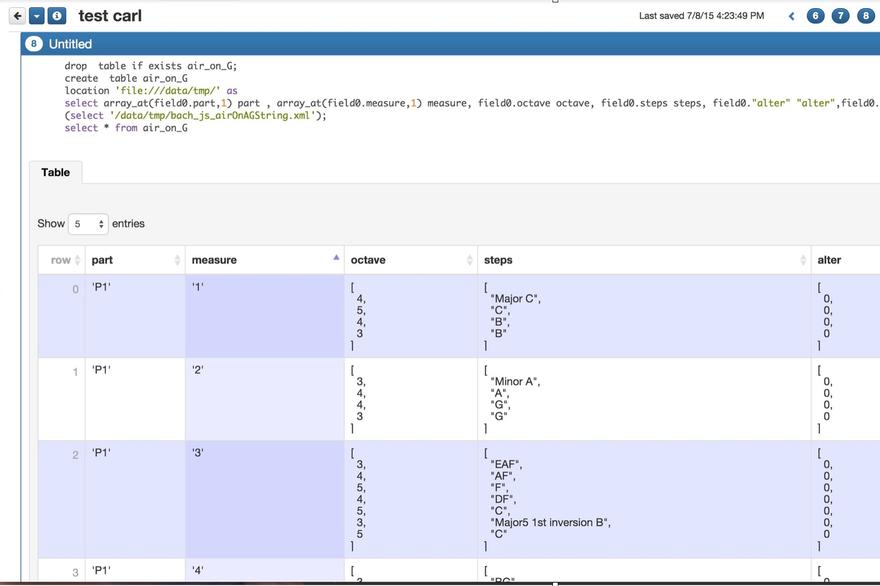 test carl
Last saved 7/8/15 4:23:49 PM
6 7 8
8 Untitled
drop table if exists air_on_G;
create table air_on_G
location 'file:///data/tmp/' as
select array_at(field0.part,1) part , array_at(field0.measure,1) measure, field0.octave octave, field0.steps steps, field0."alter" "alter",field0.
(select '/data/tmp/bach_js_airOnAGString.xml');
select * from air_on_G
Table
Show 5 entries
row part measure octave steps alter
0 'P1' '1' [ [ [
4, "Major C", 0,
5, "C", 0,
4, "B", 0,
3 "B" 0
] ] ]
1 'P1' '2' [ [ [
3, "Minor A", 0,
4, "A", 0,
4, "G", 0,
3 "G" 0
] ] ]
2 'P1' '3' [ [ [
3, "EAF", 0,
4, "AF", 0,
5, "F", 0,
4, "DF", 0,
5, "C", 0,
3, "Major5 1st inversion B", 0,
5 "C" 0
] ] ]
3 'P1' '4' [ [ [